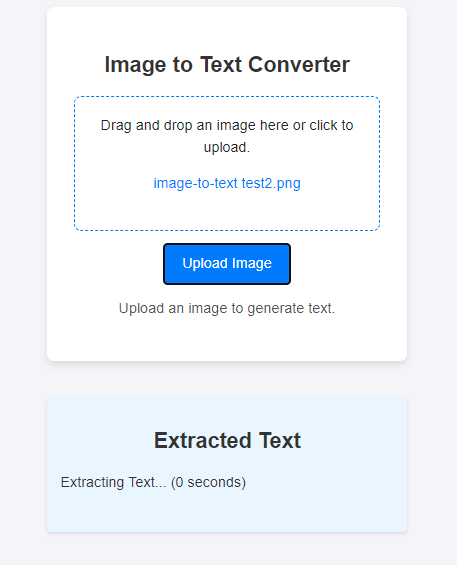 Image to Text Converter
Drag and drop an image here or click to
upload.
image-to-text test2.png
Upload Image
Upload an image to generate text.
Extracted Text
Extracting Text... (0 seconds)